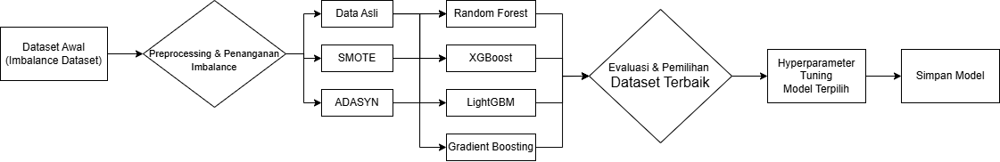 Dataset Awal
(Imbalance Dataset)
Preprocessing & Penanganan
Imbalance
Data Asli
SMOTE
ADASYN
Random Forest
XGBoost
LightGBM
Gradient Boosting
Evaluasi & Pemilihan
Dataset Terbaik
Hyperparameter
Tuning
Model Terpilih
Simpan Model